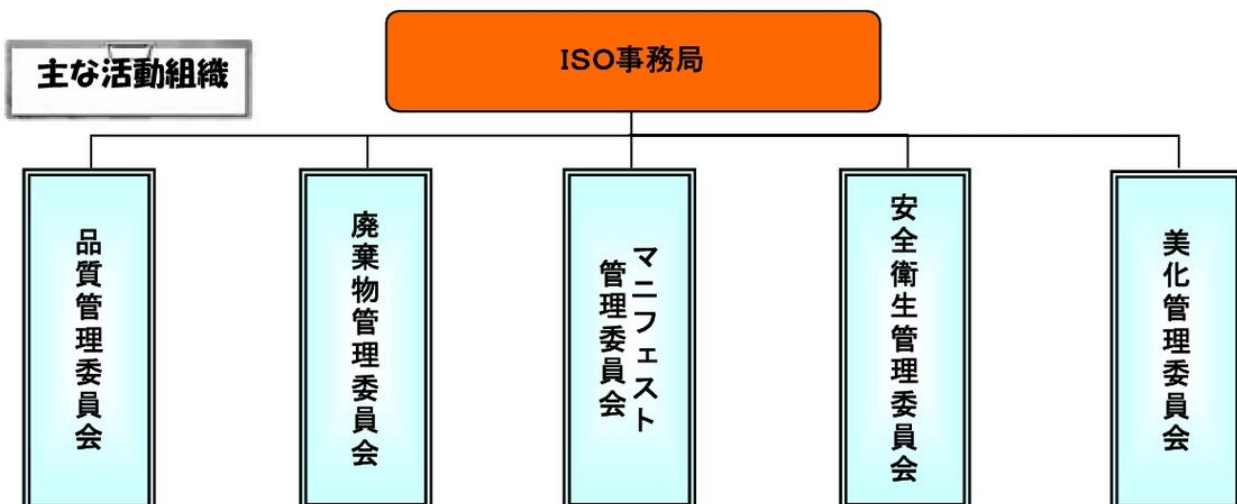 主な活動組織
ISO事務局
品質管理委員会
廃棄物管理委員会
マニフェスト
管理委員会
安全衛生管理委員会
美化管理委員会